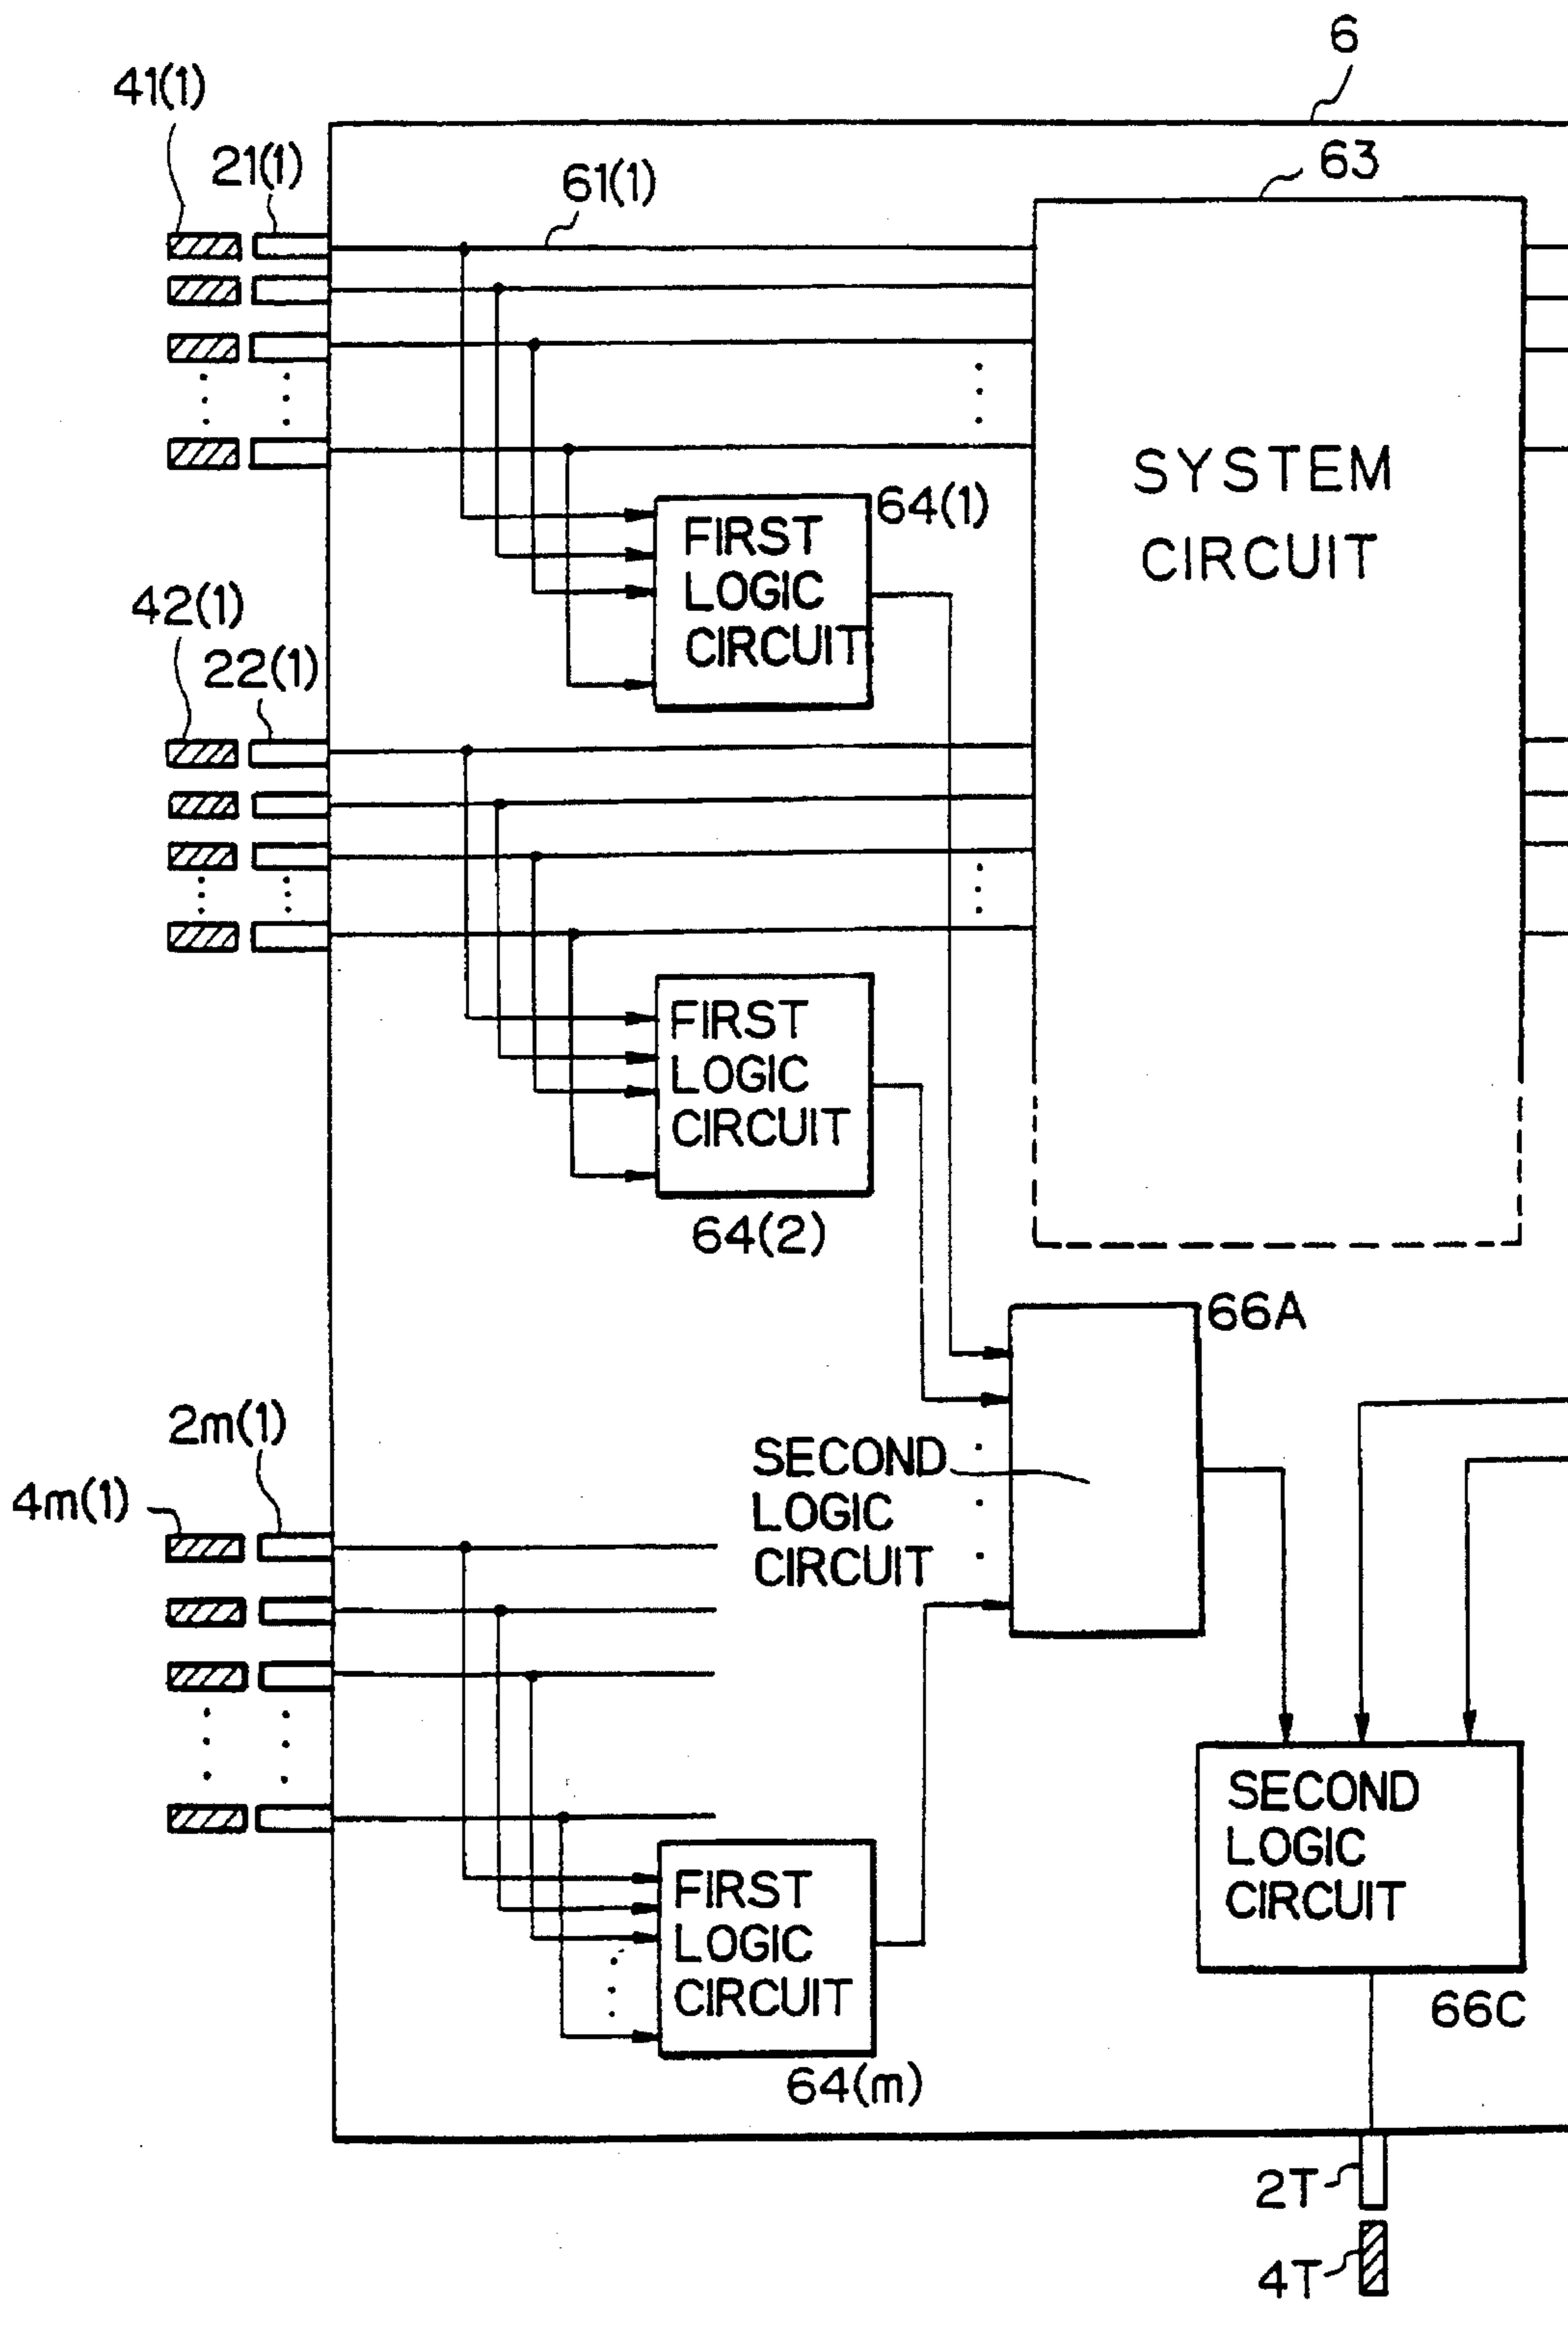 6
41(1)
21(1)
61(1)
63
SYSTEM
CIRCUIT
64(1)
FIRST
LOGIC
CIRCUIT
42(1)
22(1)
FIRST
LOGIC
CIRCUIT
64(2)
66A
2m(1)
4m(1)
SECOND
LOGIC
CIRCUIT
SECOND
LOGIC
CIRCUIT
66C
FIRST
LOGIC
CIRCUIT
64(m)
2T
4T